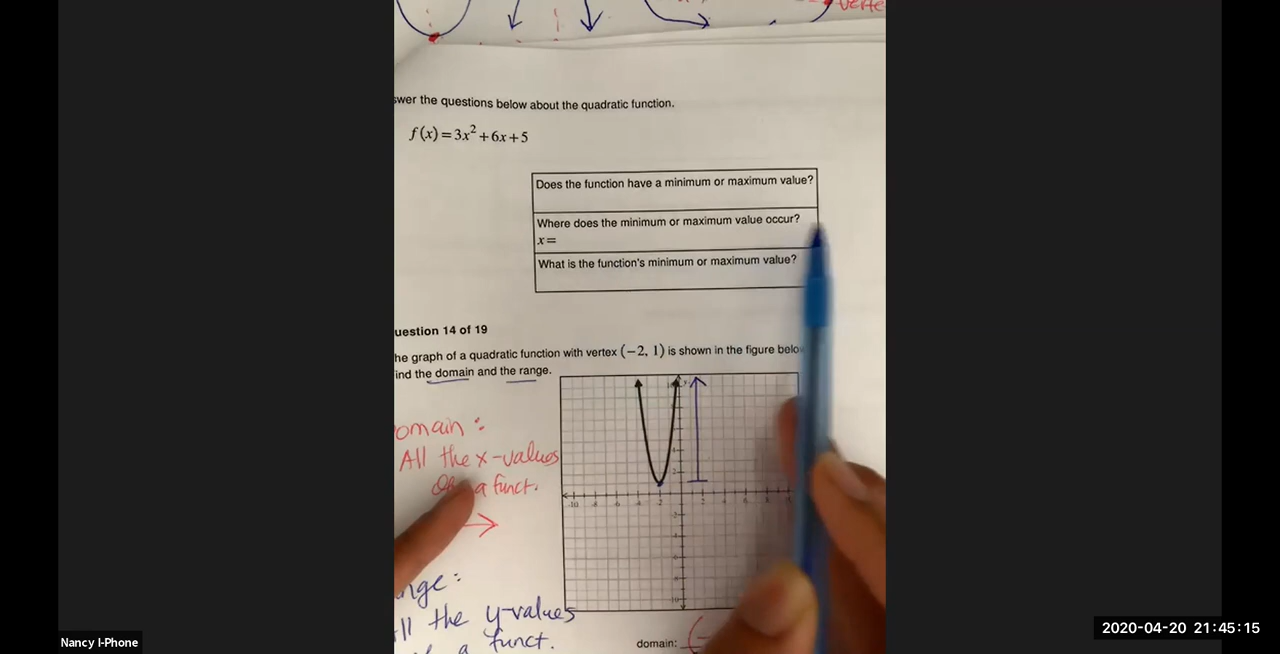 verte
swer the questions below about the quadratic function.
f(x)=3x²+6x+5
Does the function have a minimum or maximum value?
Where does the minimum or maximum value occur?
x=
What is the function's minimum or maximum value?
uestion 14 of 19
he graph of a quadratic function with vertex (−2, 1) is shown in the figure belo
ind the domain and the range.
omain:
All the x-values
a funct.
nge:
ll the y-values
a funct.
domain: (-
Nancy I-Phone
2020-04-20 21:45:15